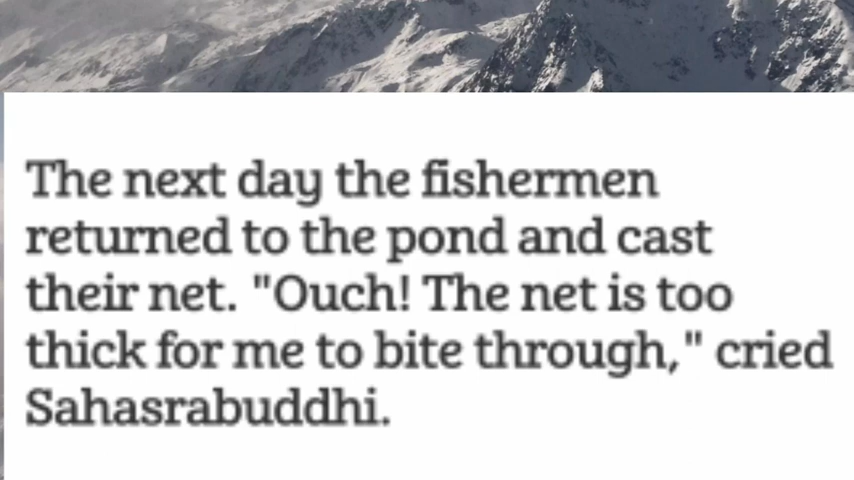 The next day the fishermen
returned to the pond and cast
their net. "Ouch! The net is too
thick for me to bite through," cried
Sahasrabuddhi.